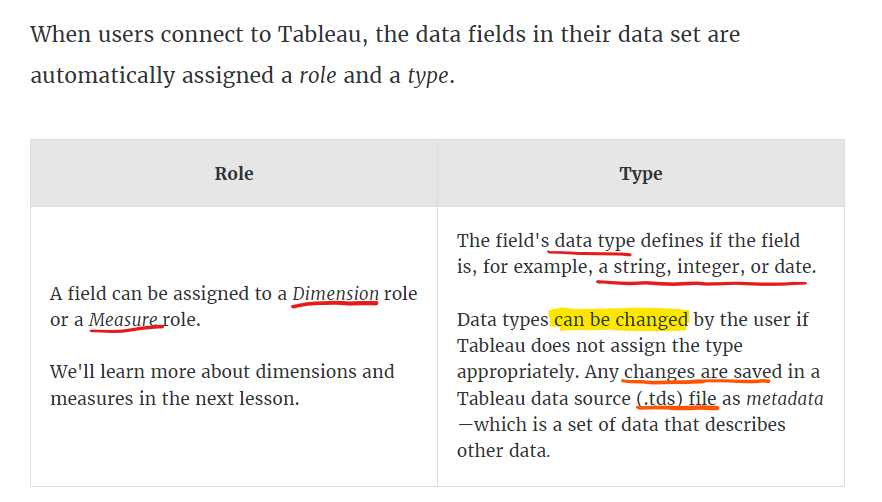 When users connect to Tableau, the data fields in their data set are
automatically assigned a role and a type.
Role
Type
A field can be assigned to a Dimension role
or a Measure role.
We'll learn more about dimensions and
measures in the next lesson.
The field's data type defines if the field
is, for example, a string, integer, or date.
Data types can be changed by the user if
Tableau does not assign the type
appropriately. Any changes are saved in a
Tableau data source (.tds) file as metadata
—which is a set of data that describes
other data.